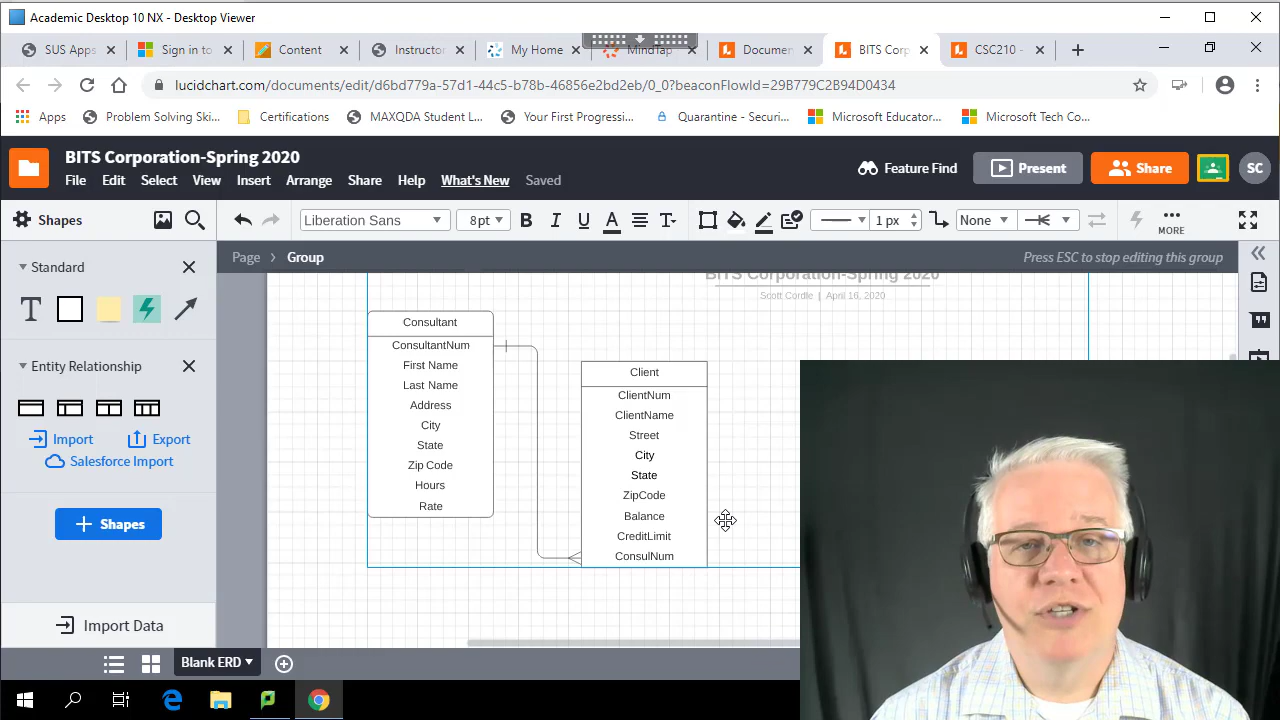 Academic Desktop 10 NX - Desktop Viewer
SUS Apps
Sign in to
Content
Instructor
My Home
MindTap
Documen
BITS Corp
CSC210 -
lucidchart.com/documents/edit/d6bd779a-57d1-44c5-b78b-46856e2bd2eb/0_0?beaconFlowId=29B779C2B94D0434
Apps
Problem Solving Ski...
Certifications
MAXQDA Student L...
Your First Progressi...
Quarantine - Securi...
Microsoft Educator...
Microsoft Tech Co...
BITS Corporation-Spring 2020
File Edit Select View Insert Arrange Share Help What's New Saved
Feature Find
Present
Share
SC
Shapes
Liberation Sans
8pt
B I U A
1 px
None
MORE
Page > Group
Press ESC to stop editing this group
Standard
T
Entity Relationship
Import
Export
Salesforce Import
+ Shapes
Import Data
BITS Corporation-Spring 2020
Scott Cordle | April 16, 2020
Consultant
ConsultantNum
First Name
Last Name
Address
City
State
Zip Code
Hours
Rate
Client
ClientNum
ClientName
Street
City
State
ZipCode
Balance
CreditLimit
ConsulNum
Blank ERD